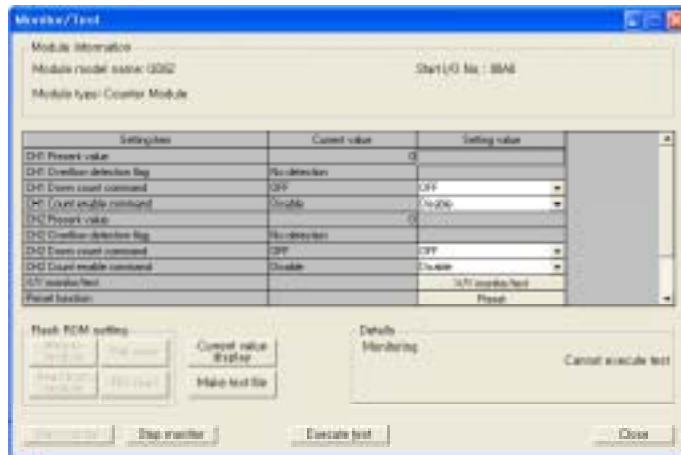 Monitor/Test
Module information
Module model name: QD62
Start I/O No. : 00A0
Module type: Counter Module
Setting item Current value Setting value
CH1 Present value 0
CH1 Overflow detection flag No detection
CH1 Down count command OFF OFF
CH1 Count enable command Disable Disable
CH2 Present value 0
CH2 Overflow detection flag No detection
CH2 Down count command OFF OFF
CH2 Count enable command Disable Disable
X/Y monitor/test X/Y monitor/test
Preset function Preset
Flash ROM setting
Details
Current value display
Monitoring
Cannot execute test
Make text file
Stop monitor
Execute test
Close